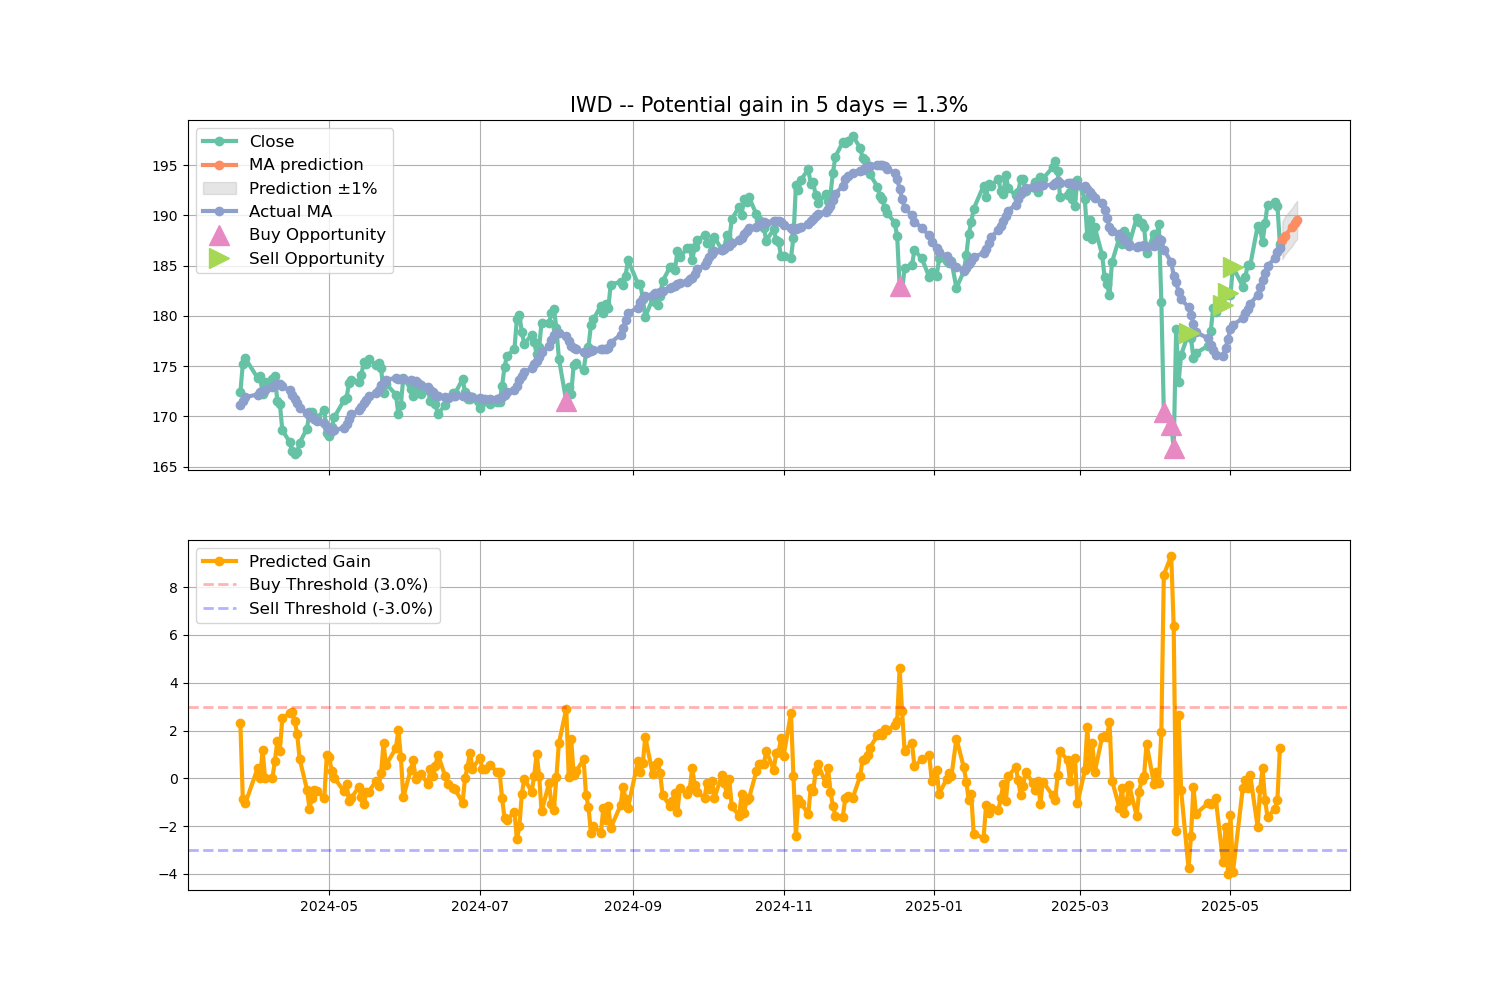 IWD -- Potential gain in 5 days = 1.3%
Close
MA prediction
Prediction ±1%
Actual MA
Buy Opportunity
Sell Opportunity
195
190
185
180
175
170
165
Predicted Gain
Buy Threshold (3.0%)
Sell Threshold (-3.0%)
8
6
4
2
0
−2
−4
2024-05
2024-07
2024-09
2024-11
2025-01
2025-03
2025-05